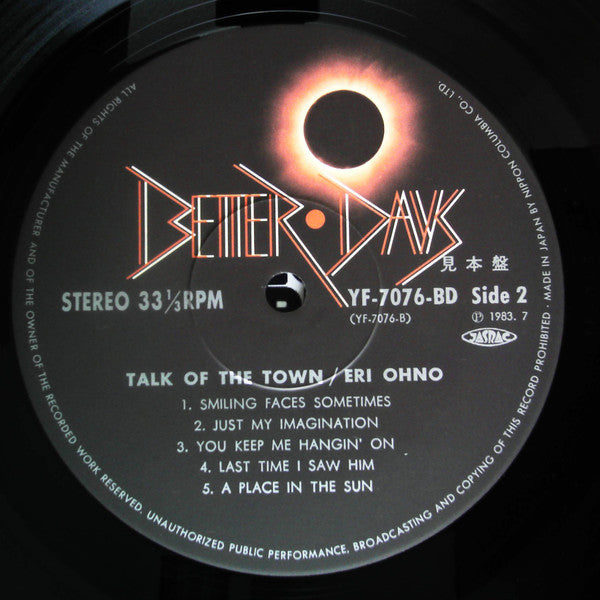 BETTER • DAYS
見本盤
STEREO 33 1/3 RPM
YF-7076-BD Side 2
(YF-7076-B)
Ⓟ 1983. 7
JASRAC
TALK OF THE TOWN / ERI OHNO
1. SMILING FACES SOMETIMES
2. JUST MY IMAGINATION
3. YOU KEEP ME HANGIN' ON
4. LAST TIME I SAW HIM
5. A PLACE IN THE SUN
ALL RIGHTS OF THE MANUFACTURER AND OF THE OWNER OF THE RECORDED WORK RESERVED. UNAUTHORIZED PUBLIC PERFORMANCE, BROADCASTING AND COPYING OF THIS RECORD PROHIBITED · MADE IN JAPAN BY NIPPON COLUMBIA CO., LTD.